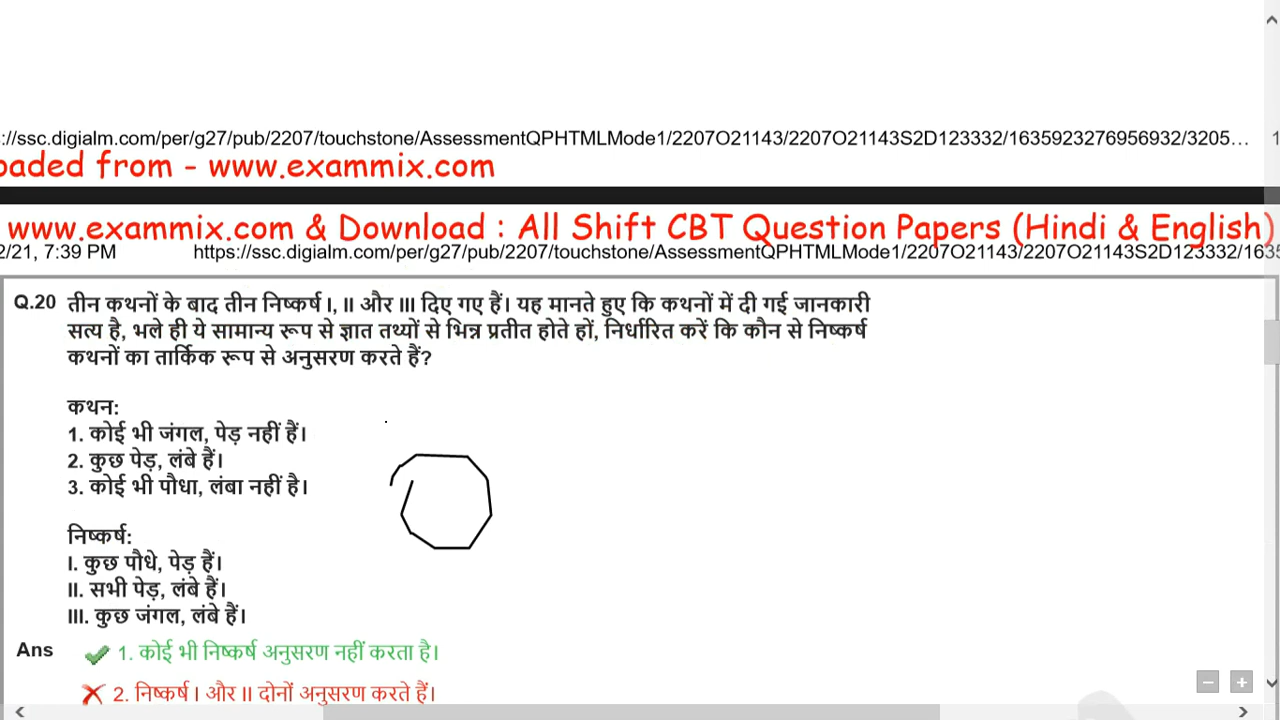 ://ssc.digialm.com/per/g27/pub/2207/touchstone/AssessmentQPHTMLMode1/2207O21143/2207O21143S2D123332/1635923276956932/3205… 1
oaded from - www.exammix.com
www.exammix.com & Download : All Shift CBT Question Papers (Hindi & English)
2/21, 7:39 PM https://ssc.digialm.com/per/g27/pub/2207/touchstone/AssessmentQPHTMLMode1/2207O21143/2207O21143S2D123332/1635
Q.20 तीन कथनों के बाद तीन निष्कर्ष I, II और III दिए गए हैं। यह मानते हुए कि कथनों में दी गई जानकारी
सत्य है, भले ही ये सामान्य रूप से ज्ञात तथ्यों से भिन्न प्रतीत होते हों, निर्धारित करें कि कौन से निष्कर्ष
कथनों का तार्किक रूप से अनुसरण करते हैं?
कथन:
1. कोई भी जंगल, पेड़ नहीं हैं।
2. कुछ पेड़, लंबे हैं।
3. कोई भी पौधा, लंबा नहीं है।
निष्कर्ष:
I. कुछ पौधे, पेड़ हैं।
II. सभी पेड़, लंबे हैं।
III. कुछ जंगल, लंबे हैं।
Ans 1. कोई भी निष्कर्ष अनुसरण नहीं करता है।
2. निष्कर्ष I और II दोनों अनुसरण करते हैं।